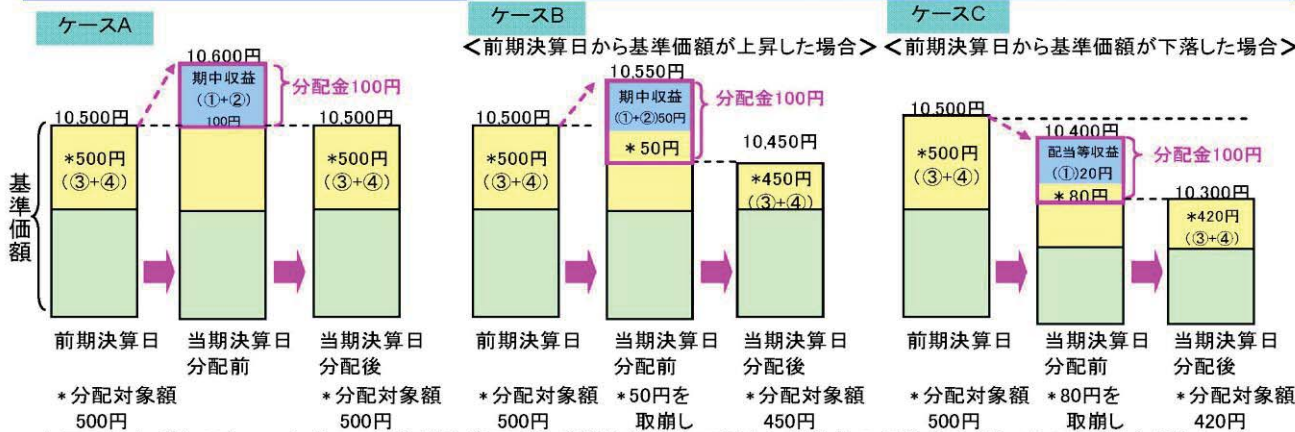 ケースA
10,600円
期中収益
(①+②)
100円
分配金100円
10,500円
*500円
(③+④)
10,500円
*500円
(③+④)
基準価額
前期決算日
当期決算日
分配前
当期決算日
分配後
*分配対象額
500円
*分配対象額
500円
ケースB
<前期決算日から基準価額が上昇した場合>
10,550円
期中収益
(①+②)50円
*50円
分配金100円
10,500円
*500円
(③+④)
10,450円
*450円
(③+④)
前期決算日
当期決算日
分配前
当期決算日
分配後
*分配対象額
500円
*50円を
取崩し
*分配対象額
450円
ケースC
<前期決算日から基準価額が下落した場合>
10,500円
*500円
(③+④)
10,400円
配当等収益
(①)20円
*80円
分配金100円
10,300円
*420円
(③+④)
前期決算日
当期決算日
分配前
当期決算日
分配後
*分配対象額
500円
*80円を
取崩し
*分配対象額
420円